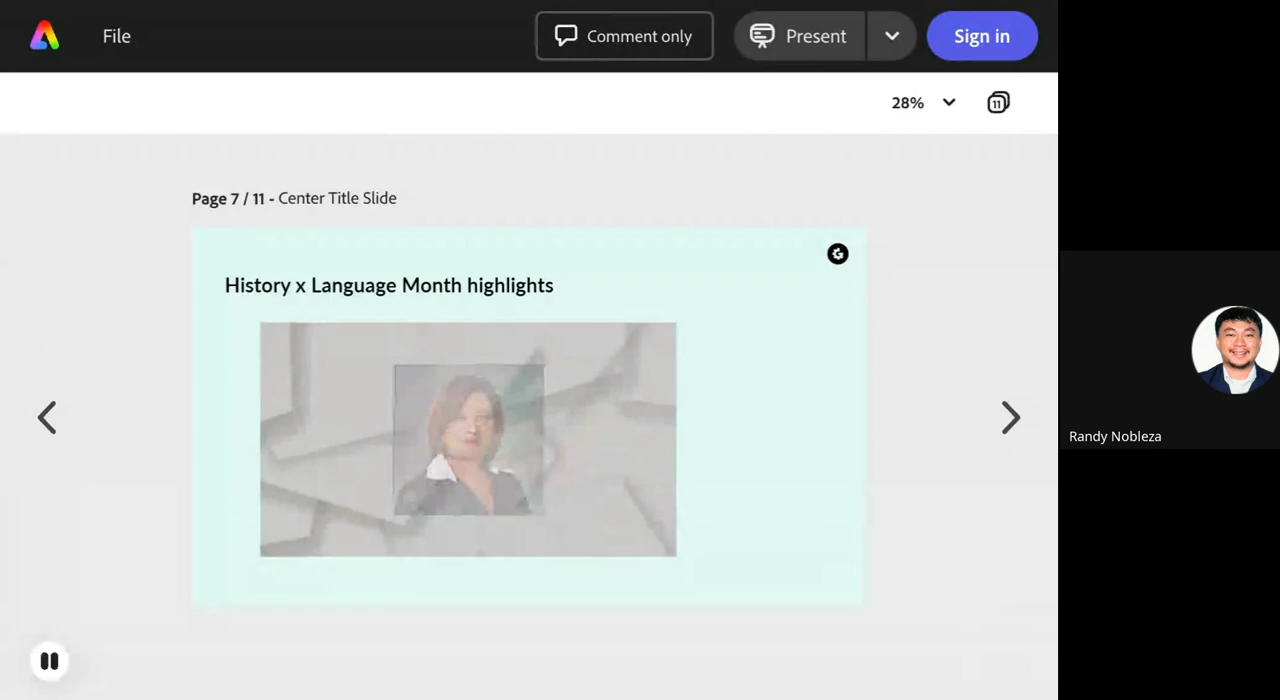 File
Comment only
Present
Sign in
28%
11
Page 7 / 11 - Center Title Slide
G
History x Language Month highlights
Randy Nobleza